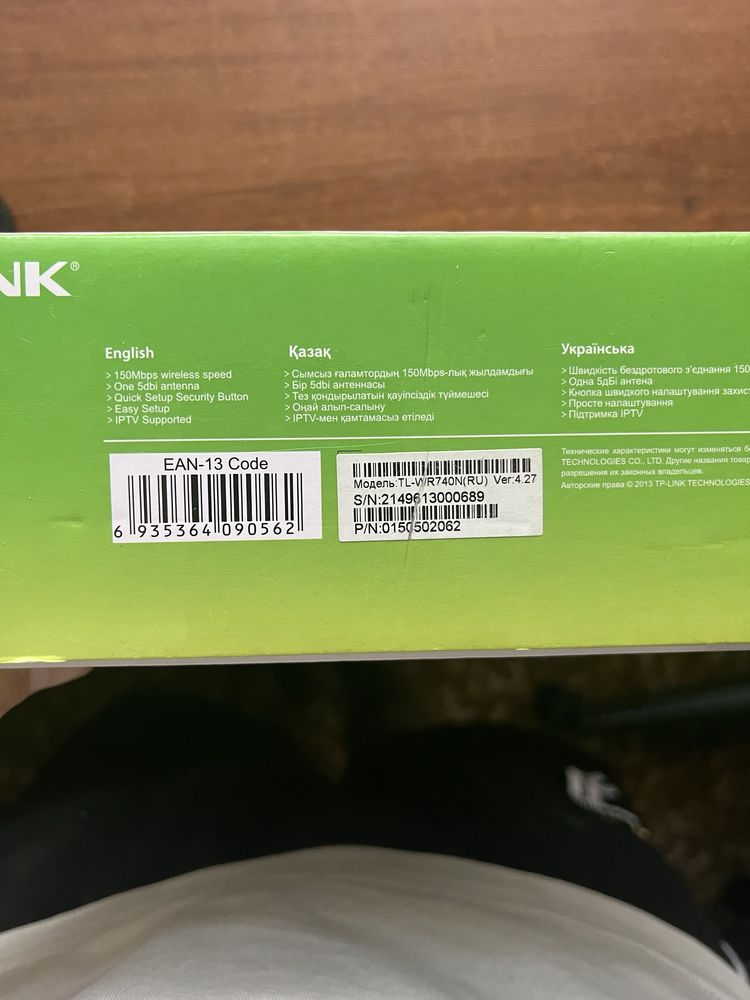 NK®
English
> 150Mbps wireless speed
> One 5dbi antenna
> Quick Setup Security Button
> Easy Setup
> IPTV Supported
Қазақ
> Сымсыз ғаламтордың 150Mbps-лық жылдамдығы
> Бір 5dbi антеннасы
> Тез қондырылатын қауіпсіздік түймешесі
> Оңай алып-салыну
> IPTV-мен қамтамасыз етіледі
Українська
> Швидкість бездротового з’єднання 150
> Одна 5дБі антена
> Кнопка швидкого налаштування захист
> Просте налаштування
> Підтримка IPTV
EAN-13 Code
6 935364 090562
Модель:TL-WR740N(RU) Ver:4.27
S/N:2149613000689
P/N:0150502062
Технические характеристики могут изменяться бе
TECHNOLOGIES CO., LTD. Другие названия товар
разрешения их законных владельцев.
Авторские права © 2013 TP-LINK TECHNOLOGIES